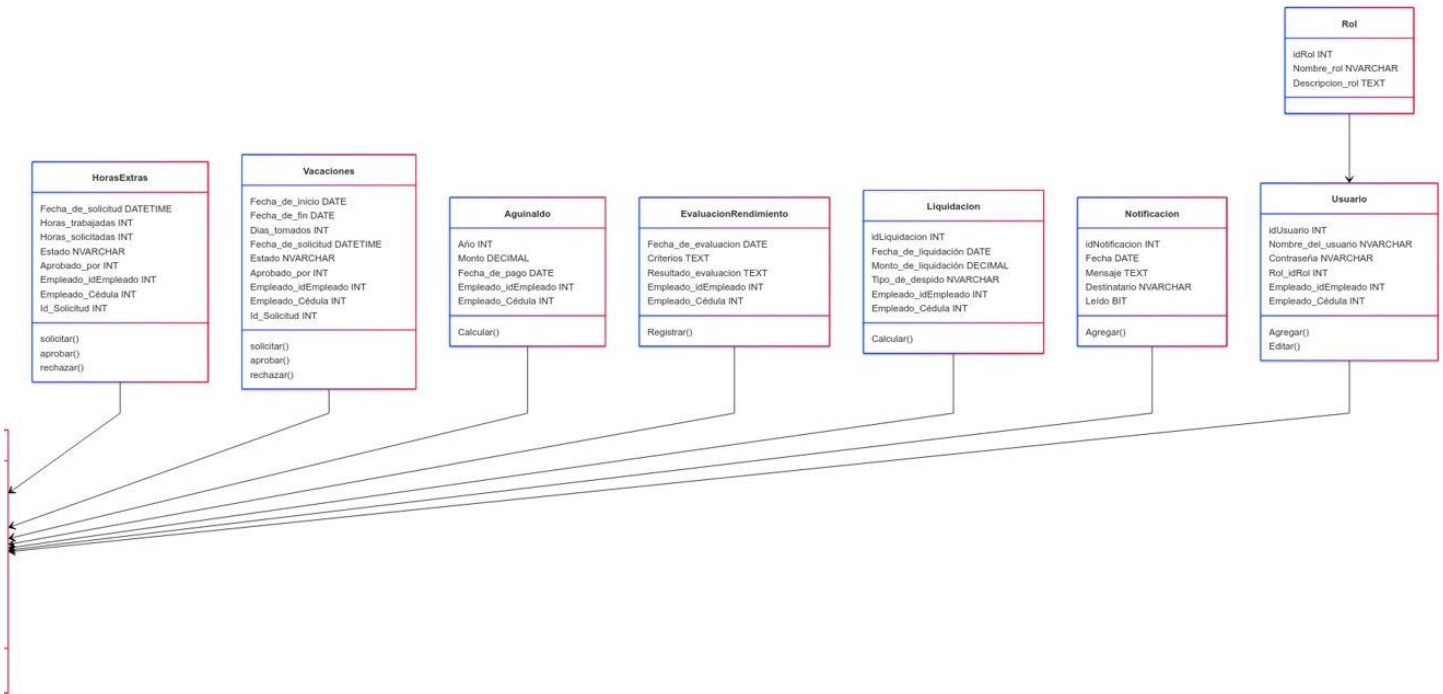 Rol
idRol INT
Nombre_rol NVARCHAR
Descripcion_rol TEXT
HorasExtras
Fecha_de_solicitud DATETIME
Horas_trabajadas INT
Horas_solicitadas INT
Estado NVARCHAR
Aprobado_por INT
Empleado_idEmpleado INT
Empleado_Cédula INT
Id_Solicitud INT
solicitar()
aprobar()
rechazar()
Vacaciones
Fecha_de_inicio DATE
Fecha_de_fin DATE
Dias_tomados INT
Fecha_de_solicitud DATETIME
Estado NVARCHAR
Aprobado_por INT
Empleado_idEmpleado INT
Empleado_Cédula INT
Id_Solicitud INT
solicitar()
aprobar()
rechazar()
Aguinaldo
Año INT
Monto DECIMAL
Fecha_de_pago DATE
Empleado_idEmpleado INT
Empleado_Cédula INT
Calcular()
EvaluacionRendimiento
Fecha_de_evaluacion DATE
Criterios TEXT
Resultado_evaluacion TEXT
Empleado_idEmpleado INT
Empleado_Cédula INT
Registrar()
Liquidacion
idLiquidacion INT
Fecha_de_liquidación DATE
Monto_de_liquidación DECIMAL
Tipo_de_despido NVARCHAR
Empleado_idEmpleado INT
Empleado_Cédula INT
Calcular()
Notificacion
idNotificacion INT
Fecha DATE
Mensaje TEXT
Destinatario NVARCHAR
Leído BIT
Agregar()
Usuario
idUsuario INT
Nombre_del_usuario NVARCHAR
Contraseña NVARCHAR
Rol_idRol INT
Empleado_idEmpleado INT
Empleado_Cédula INT
Agregar()
Editar()